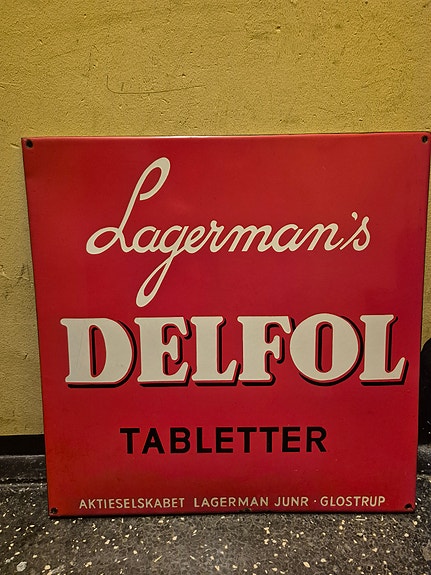 Lagerman's
DELFOL
TABLETTER
AKTIESELSKABET LAGERMAN JUNR · GLOSTRUP